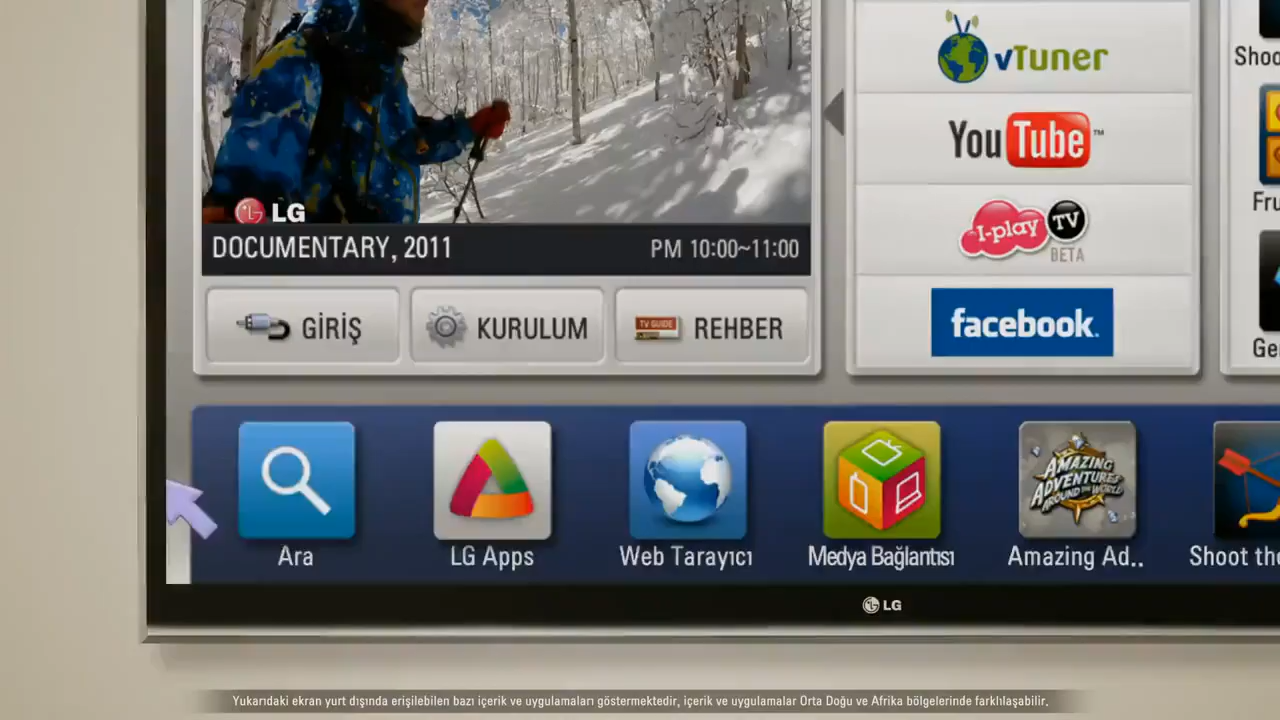 LG
DOCUMENTARY, 2011
PM 10:00~11:00
GİRİŞ
KURULUM
TV GUIDE
REHBER
vTuner
YouTube™
I-play TV
BETA
facebook.
Shoo
Fru
Ge
Ara
LG Apps
Web Tarayıcı
Medya Bağlantısı
AMAZING
ADVENTURES
AROUND THE WORLD
Amazing Ad..
Shoot the
LG
Yukarıdaki ekran yurt dışında erişilebilen bazı içerik ve uygulamaları göstermektedir, içerik ve uygulamalar Orta Doğu ve Afrika bölgelerinde farklılaşabilir.